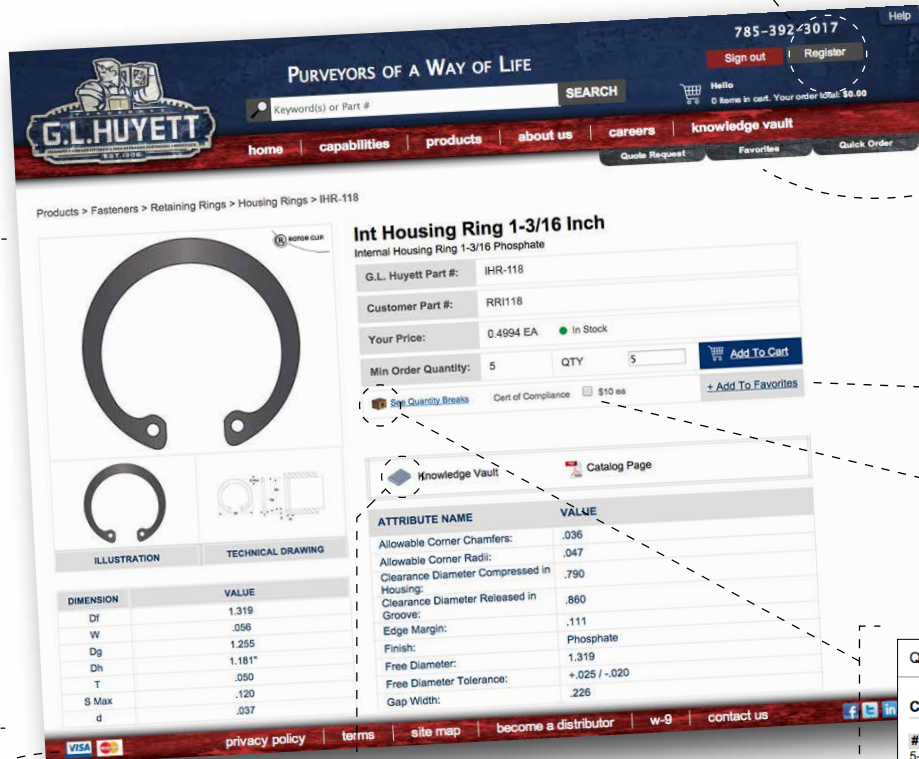 Help
785-392-3017
PURVEYORS OF A WAY OF LIFE
Sign out
Register
Keyword(s) or Part #
SEARCH
Hello
0 items in cart. Your order total: $0.00
G.L.HUYETT
EST.1906
home | capabilities | products | about us | careers | knowledge vault
Quote Request
Favorites
Quick Order
Products > Fasteners > Retaining Rings > Housing Rings > IHR-118
ROTOR CLIP
Int Housing Ring 1-3/16 Inch
Internal Housing Ring 1-3/16 Phosphate
G.L. Huyett Part #: IHR-118
Customer Part #: RRI118
Your Price: 0.4994 EA In Stock
Min Order Quantity: 5 QTY 5 Add To Cart
See Quantity Breaks Cert of Compliance $10 ea + Add To Favorites
Knowledge Vault Catalog Page
ILLUSTRATION TECHNICAL DRAWING
DIMENSION VALUE
Df 1.319
W .056
Dg 1.255
Dh 1.181"
T .050
S Max .120
d .037
ATTRIBUTE NAME VALUE
Allowable Corner Chamfers: .036
Allowable Corner Radii: .047
Clearance Diameter Compressed in Housing: .790
Clearance Diameter Released in Groove: .860
Edge Margin: .111
Finish: Phosphate
Free Diameter: 1.319
Free Diameter Tolerance: +.025 / -.020
Gap Width: .226
VISA
privacy policy | terms | site map | become a distributor | w-9 | contact us
f in
Q
C
#
5-